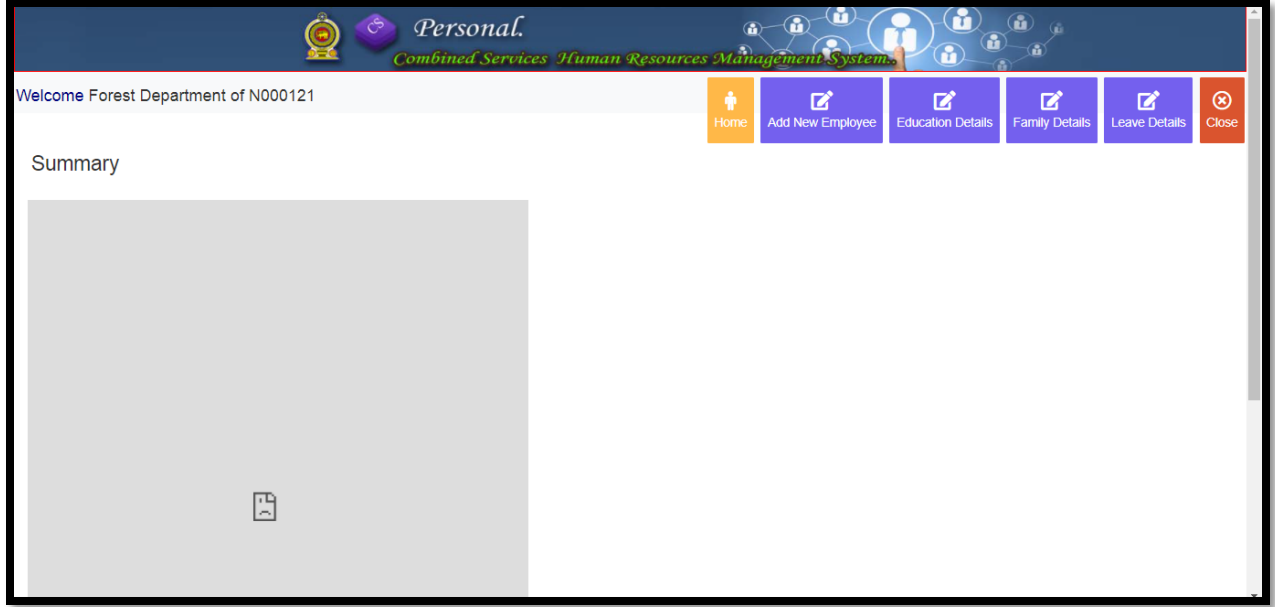 CS
Personal.
Combined Services Human Resources Management System..
Welcome Forest Department of N000121
Home
Add New Employee
Education Details
Family Details
Leave Details
Close
Summary